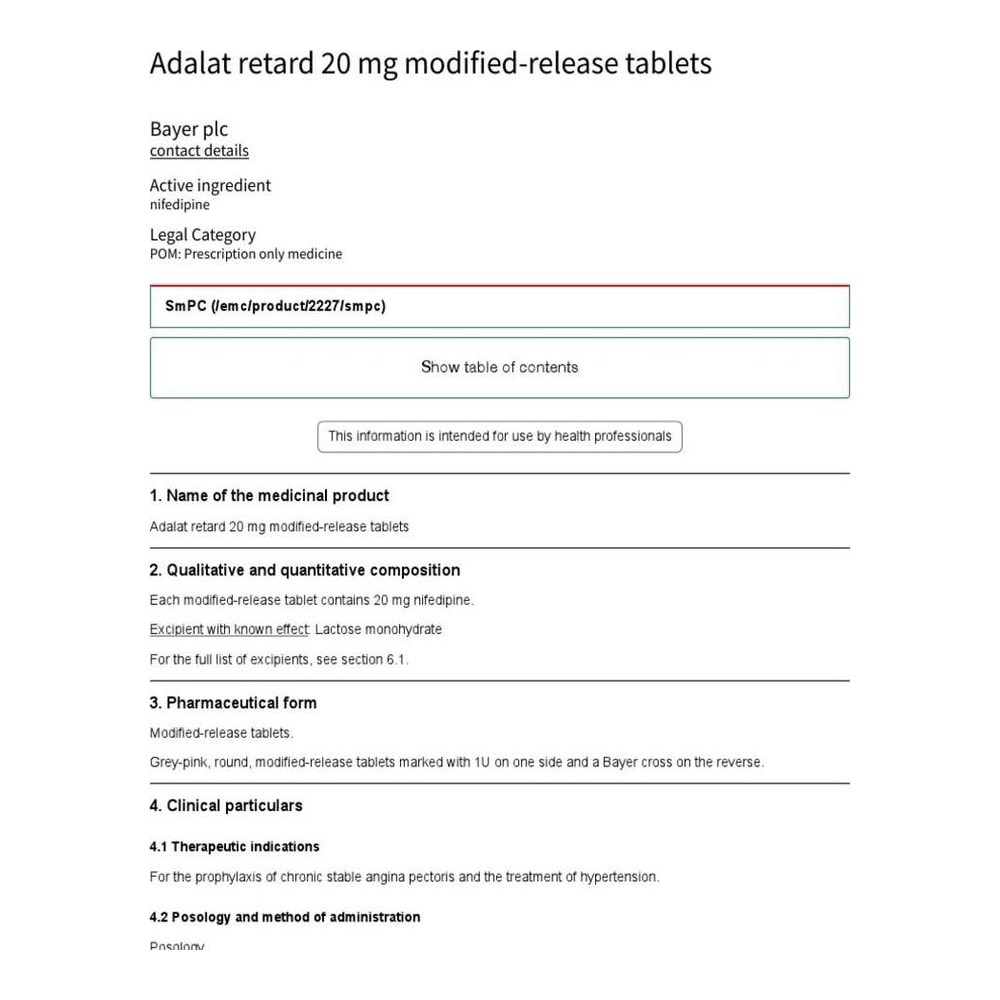 Adalat retard 20 mg modified-release tablets
Bayer plc
contact details
Active ingredient
nifedipine
Legal Category
POM: Prescription only medicine
SmPC (/emc/product/2227/smpc)
Show table of contents
This information is intended for use by health professionals
1. Name of the medicinal product
Adalat retard 20 mg modified-release tablets
2. Qualitative and quantitative composition
Each modified-release tablet contains 20 mg nifedipine.
Excipient with known effect: Lactose monohydrate
For the full list of excipients, see section 6.1.
3. Pharmaceutical form
Modified-release tablets.
Grey-pink, round, modified-release tablets marked with 1U on one side and a Bayer cross on the reverse.
4. Clinical particulars
4.1 Therapeutic indications
For the prophylaxis of chronic stable angina pectoris and the treatment of hypertension.
4.2 Posology and method of administration
Posology